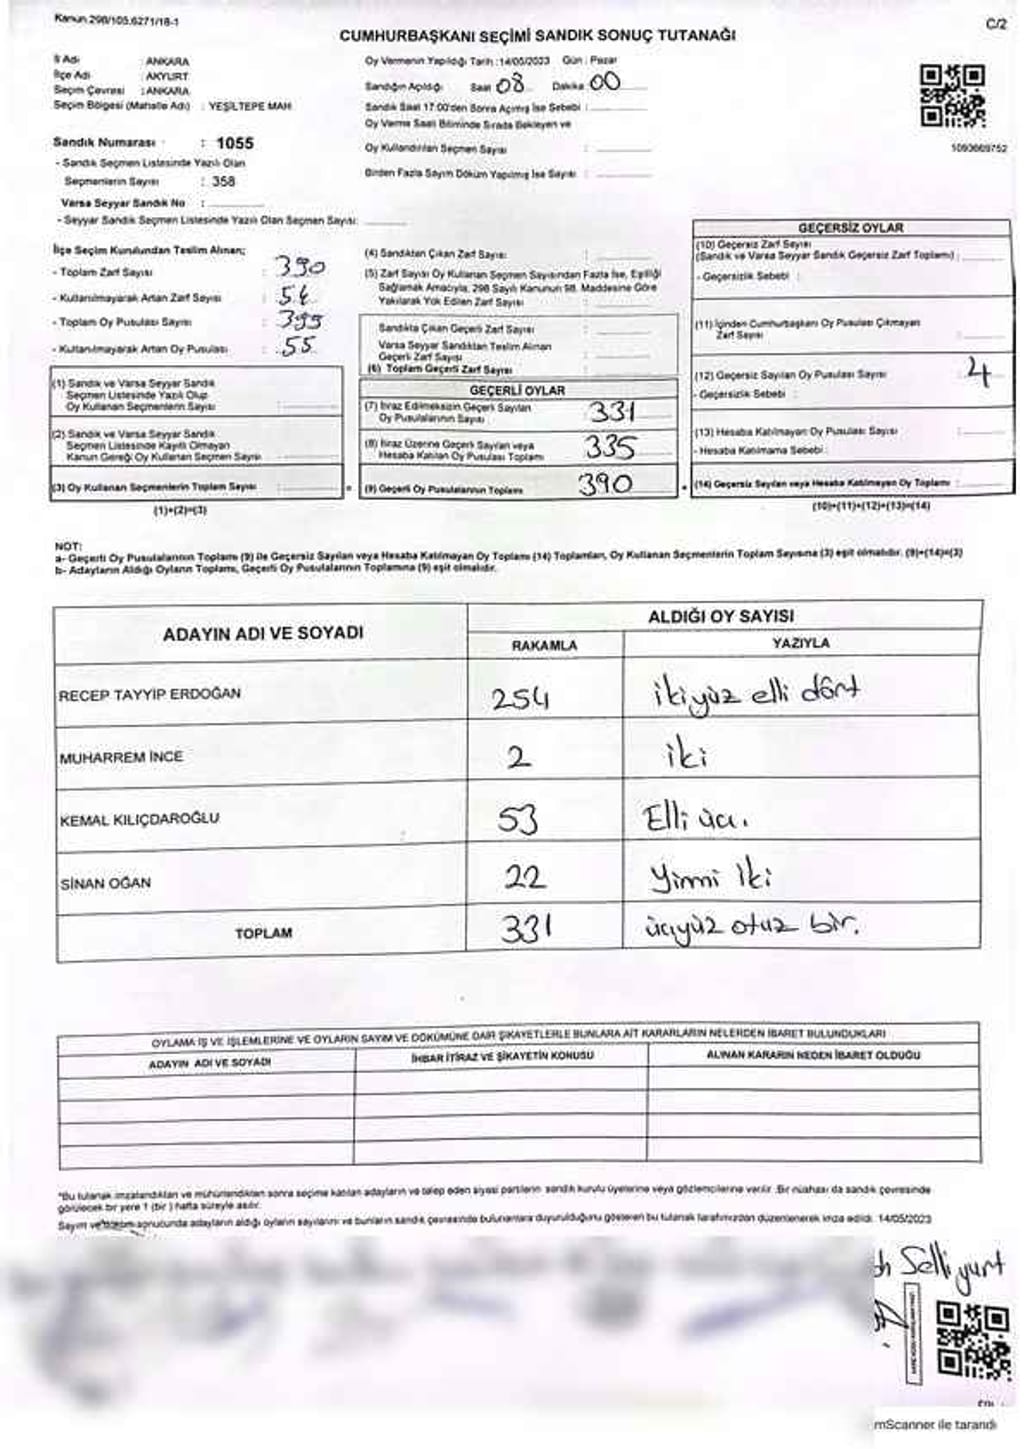 Kanun 298/105.6271/18-1
C/2
CUMHURBAŞKANI SEÇİMİ SANDIK SONUÇ TUTANAĞI
İl Adı : ANKARA
İlçe Adı : AKYURT
Seçim Çevresi : ANKARA
Seçim Bölgesi (Mahalle Adı) : YEŞİLTEPE MAH
Sandık Numarası : 1055
- Sandık Seçmen Listesinde Yazılı Olan
Seçmenlerin Sayısı : 358
Varsa Seyyar Sandık No :
- Seyyar Sandık Seçmen Listesinde Yazılı Olan Seçmen Sayısı:
Oy Vermenin Yapıldığı Tarih :14/05/2023 Gün : Pazar
Sandığın Açıldığı Saat 08 Dakika 00
Sandık Saat 17:00'den Sonra Açılmış İse Sebebi :
Oy Verme Saati Bitiminde Sırada Bekleyen ve
Oy Kullandırılan Seçmen Sayısı :
Birden Fazla Sayım Döküm Yapılmış İse Sayısı :
1093669752
İlçe Seçim Kurulundan Teslim Alınan;
- Toplam Zarf Sayısı : 390
- Kullanılmayarak Artan Zarf Sayısı :
- Toplam Oy Pusulası Sayısı : 399
- Kullanılmayarak Artan Oy Pusulası : 55
(1) Sandık ve Varsa Seyyar Sandık
Seçmen Listesinde Yazılı Olup
Oy Kullanan Seçmenlerin Sayısı :
(2) Sandık ve Varsa Seyyar Sandık
Seçmen Listesinde Kayıtlı Olmayan
Kanun Gereği Oy Kullanan Seçmen Sayısı :
(3) Oy Kullanan Seçmenlerin Toplam Sayısı :
(1)+(2)=(3)
(4) Sandıktan Çıkan Zarf Sayısı :
(5) Zarf Sayısı Oy Kullanan Seçmen Sayısından Fazla İse, Eşitliği
Sağlamak Amacıyla, 298 Sayılı Kanunun 98. Maddesine Göre
Yakılarak Yok Edilen Zarf Sayısı :
Sandıkta Çıkan Geçerli Zarf Sayısı :
Varsa Seyyar Sandıktan Teslim Alınan
Geçerli Zarf Sayısı :
(6) Toplam Geçerli Zarf Sayısı :
GEÇERLİ OYLAR
(7) İtiraz Edilmeksizin Geçerli Sayılan
Oy Pusulalarının Sayısı : 331
(8) İtiraz Üzerine Geçerli Sayılan veya
Hesaba Katılan Oy Pusulası Toplamı : 335
(9) Geçerli Oy Pusulalarının Toplamı : 390
GEÇERSİZ OYLAR
(10) Geçersiz Zarf Sayısı
(Sandık ve Varsa Seyyar Sandık Geçersiz Zarf Toplamı) :
- Geçersizlik Sebebi :
(11) İçinden Cumhurbaşkanı Oy Pusulası Çıkmayan
Zarf Sayısı :
(12) Geçersiz Sayılan Oy Pusulası Sayısı : 4
- Geçersizlik Sebebi :
(13) Hesaba Katılmayan Oy Pusulası Sayısı :
- Hesaba Katılmama Sebebi :
(14) Geçersiz Sayılan veya Hesaba Katılmayan Oy Toplamı :
(10)+(11)+(12)+(13)=(14)
NOT:
a- Geçerli Oy Pusulalarının Toplamı (9) ile Geçersiz Sayılan veya Hesaba Katılmayan Oy Toplamı (14) Toplamları, Oy Kullanan Seçmenlerin Toplam Sayısına (3) eşit olmalıdır. (9)+(14)=(3)
b- Adayların Aldığı Oyların Toplamı, Geçerli Oy Pusulalarının Toplamına (9) eşit olmalıdır.
ADAYIN ADI VE SOYADI
ALDIĞI OY SAYISI
RAKAMLA YAZIYLA
RECEP TAYYİP ERDOĞAN 254 ikiyüz elli dört
MUHARREM İNCE 2 iki
KEMAL KILIÇDAROĞLU 53 Elli üç.
SİNAN OĞAN 22 Yirmi iki
TOPLAM 331 üçyüz otuz bir.
OYLAMA İŞ VE İŞLEMLERİNE VE OYLARIN SAYIM VE DÖKÜMÜNE DAİR ŞİKAYETLERLE BUNLARA AİT KARARLARIN NELERDEN İBARET BULUNDUKLARI
ADAYIN ADI VE SOYADI İHBAR İTİRAZ VE ŞİKAYETİN KONUSU ALINAN KARARIN NEDEN İBARET OLDUĞU
*Bu tutanak imzalandıktan ve mühürlendikten sonra seçime katılan adayların ve talep eden siyasi partilerin sandık kurulu üyelerine veya gözlemcilerine verilir. Bir nüshası da sandık çevresinde
görülecek bir yere 1 (bir) hafta süreyle asılır.
Sayım ve döküm sonucunda adayların aldığı oyların sayılarını ve bunların sandık çevresinde bulunanlara duyurulduğunu gösteren bu tutanak tarafımızdan düzenlenerek imza edildi. 14/05/2023
Selliyurt
mScanner ile tarandı